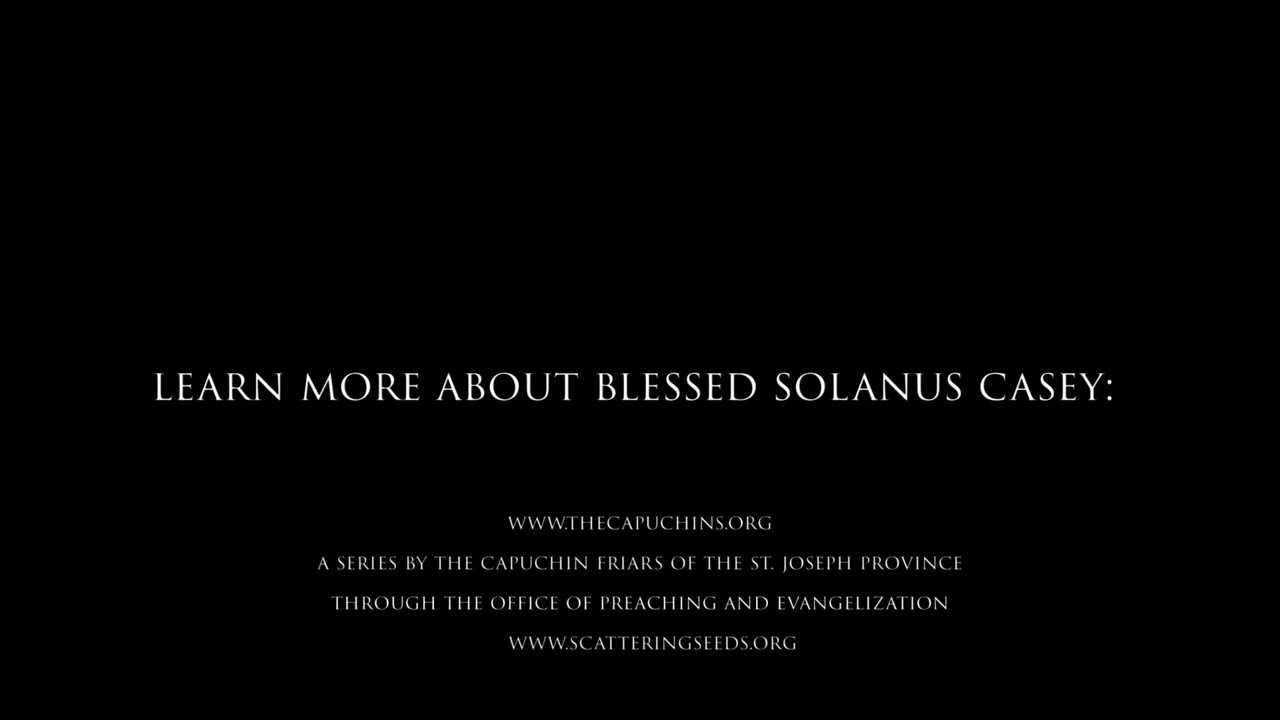 LEARN MORE ABOUT BLESSED SOLANUS CASEY:
WWW.THECAPUCHINS.ORG
A SERIES BY THE CAPUCHIN FRIARS OF THE ST. JOSEPH PROVINCE
THROUGH THE OFFICE OF PREACHING AND EVANGELIZATION
WWW.SCATTERINGSEEDS.ORG